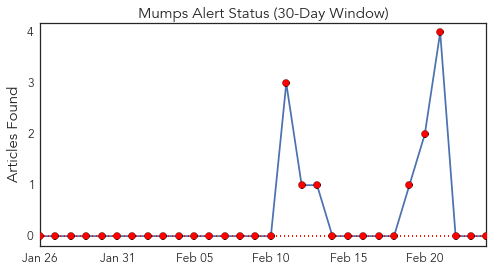 Mumps Alert Status (30-Day Window)
Articles Found
4
3
2
1
0
Jan 26 Jan 31 Feb 05 Feb 10 Feb 15 Feb 20